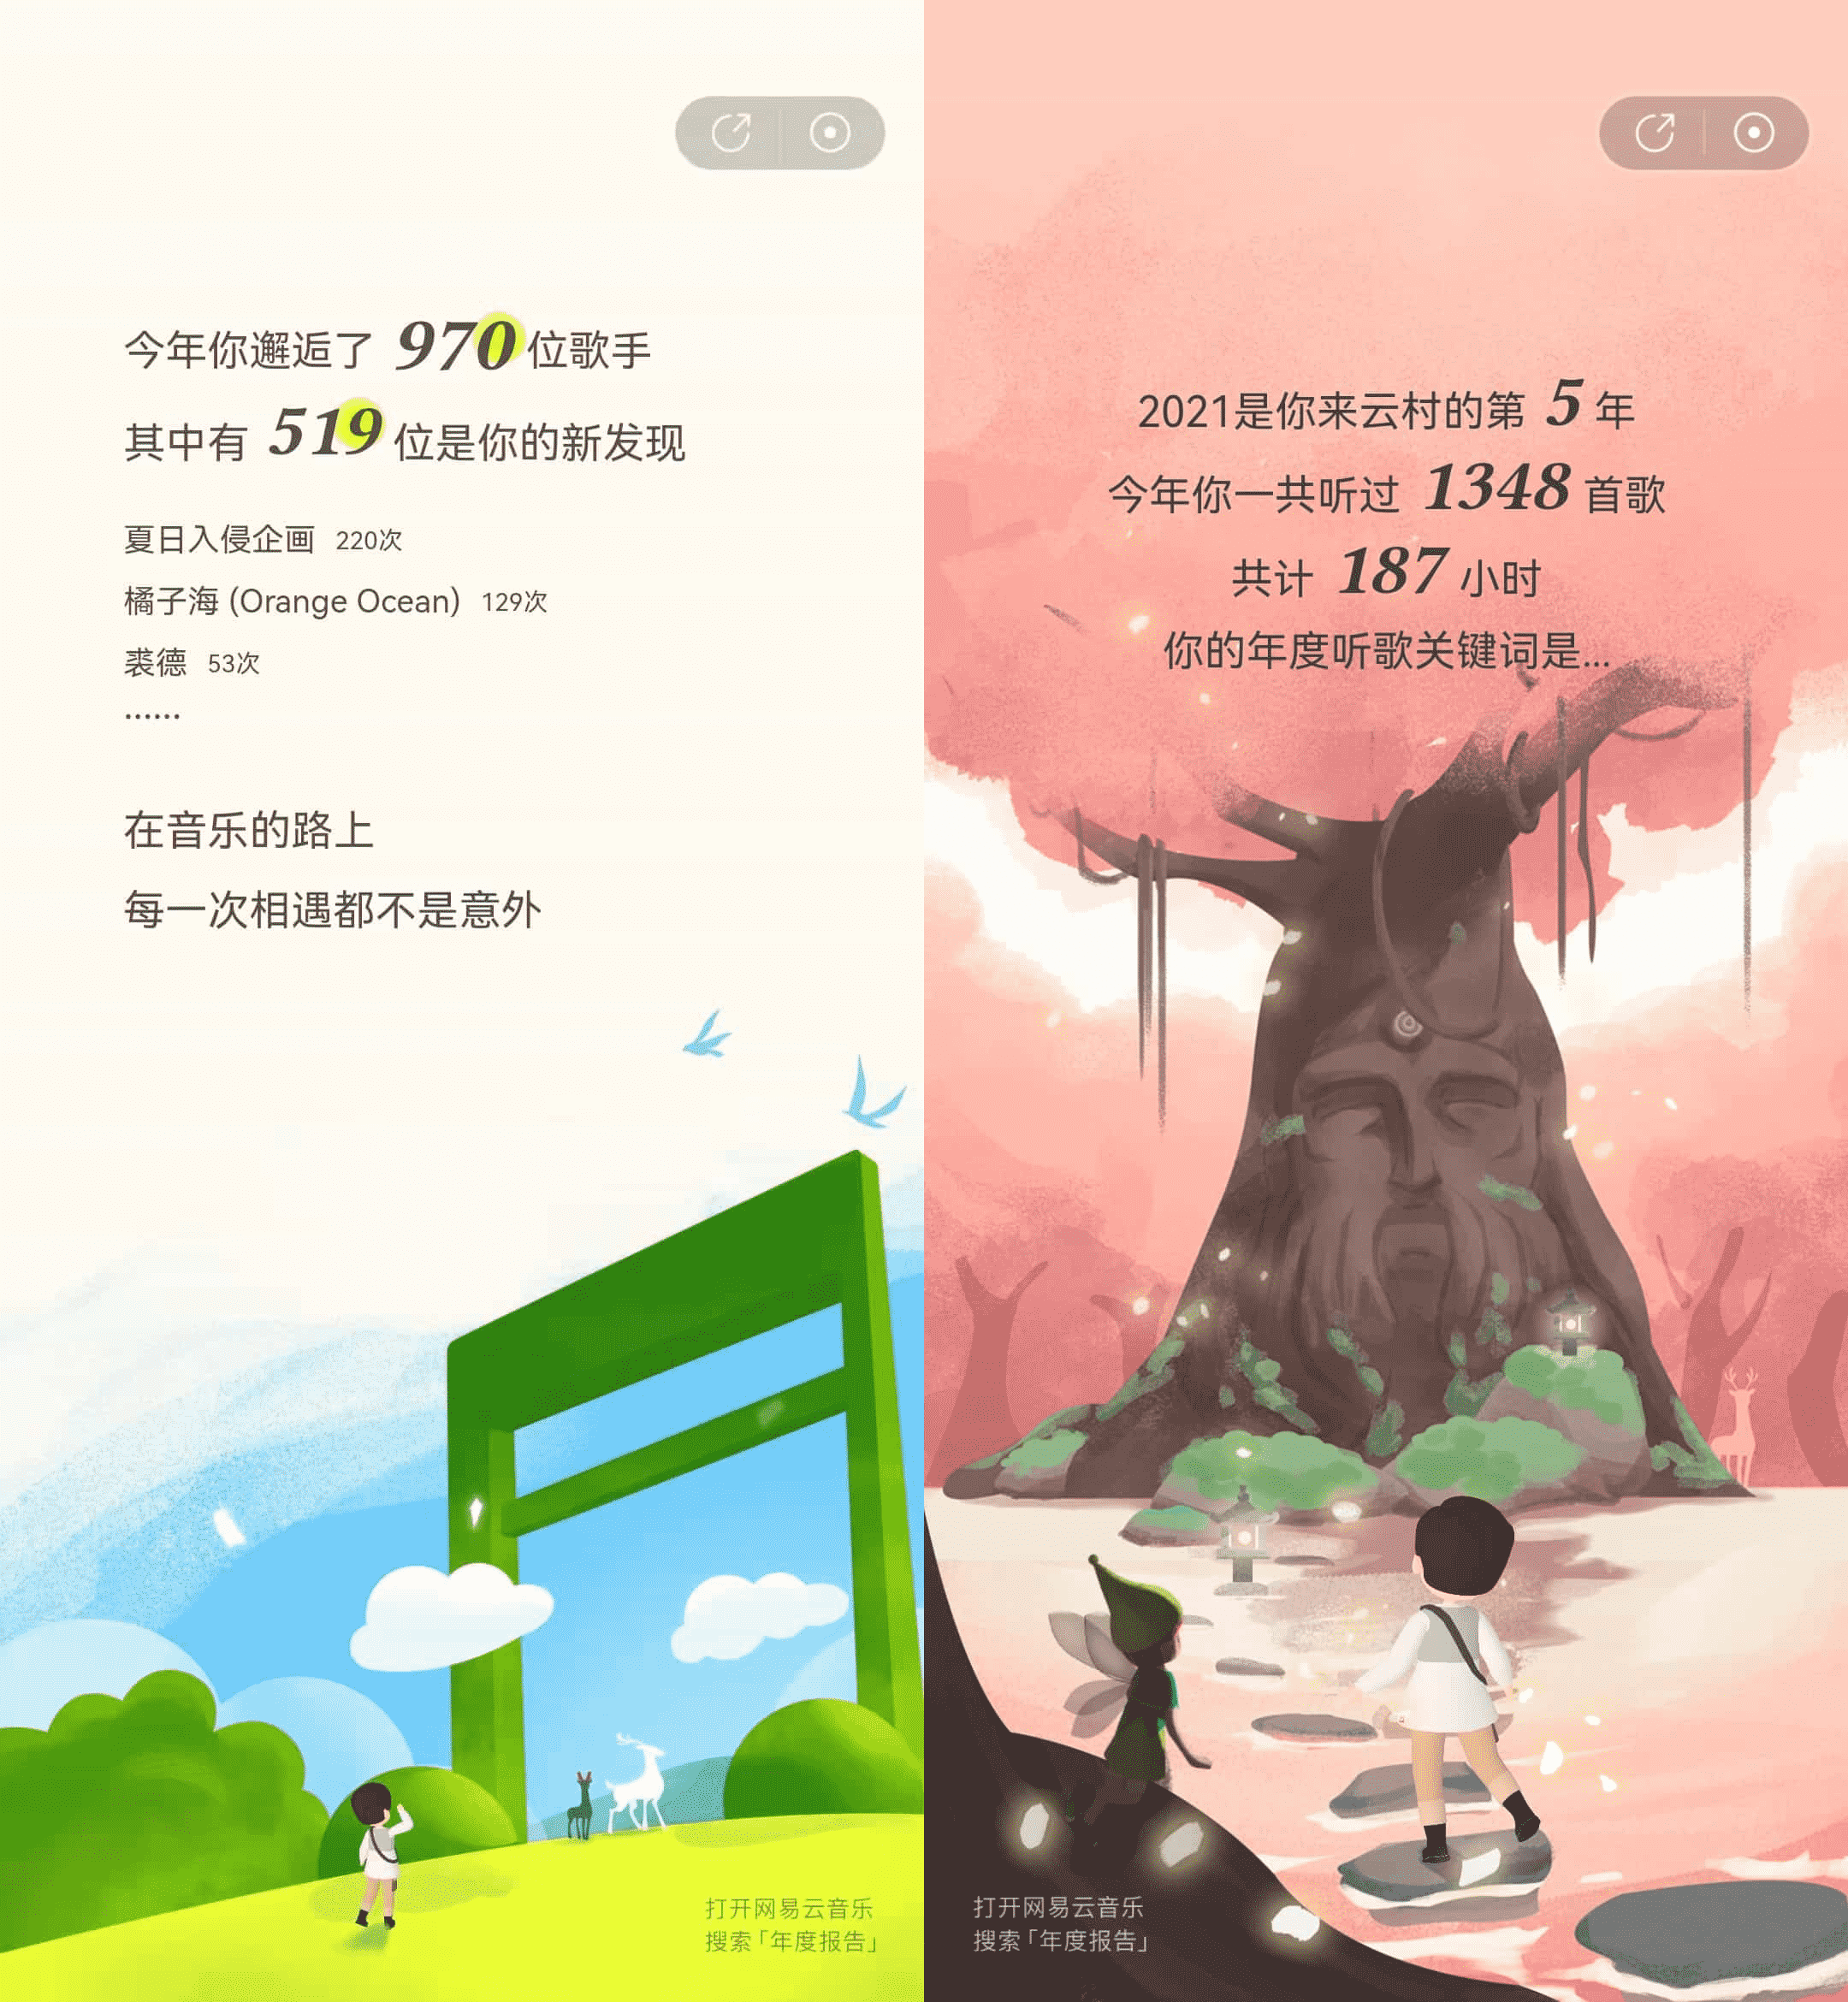 今年你邂逅了 970 位歌手
其中有 519 位是你的新发现
夏日入侵企画 220次
橘子海 (Orange Ocean) 129次
裘德 53次
……
在音乐的路上
每一次相遇都不是意外
打开网易云音乐
搜索「年度报告」
2021是你来云村的第 5 年
今年你一共听过 1348 首歌
共计 187 小时
你的年度听歌关键词是...
打开网易云音乐
搜索「年度报告」